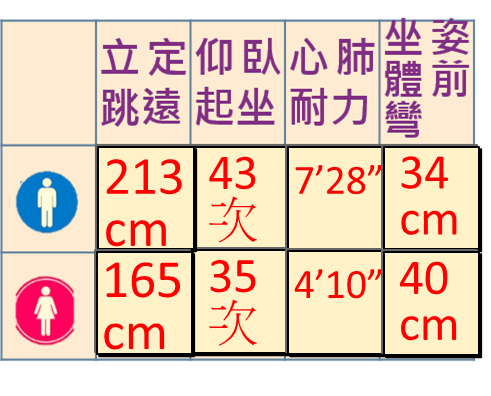 立定
跳遠
仰臥
起坐
心肺
耐力
坐姿
體前
彎
213
cm
43
次
7’28”
34
cm
165
cm
35
次
4’10”
40
cm